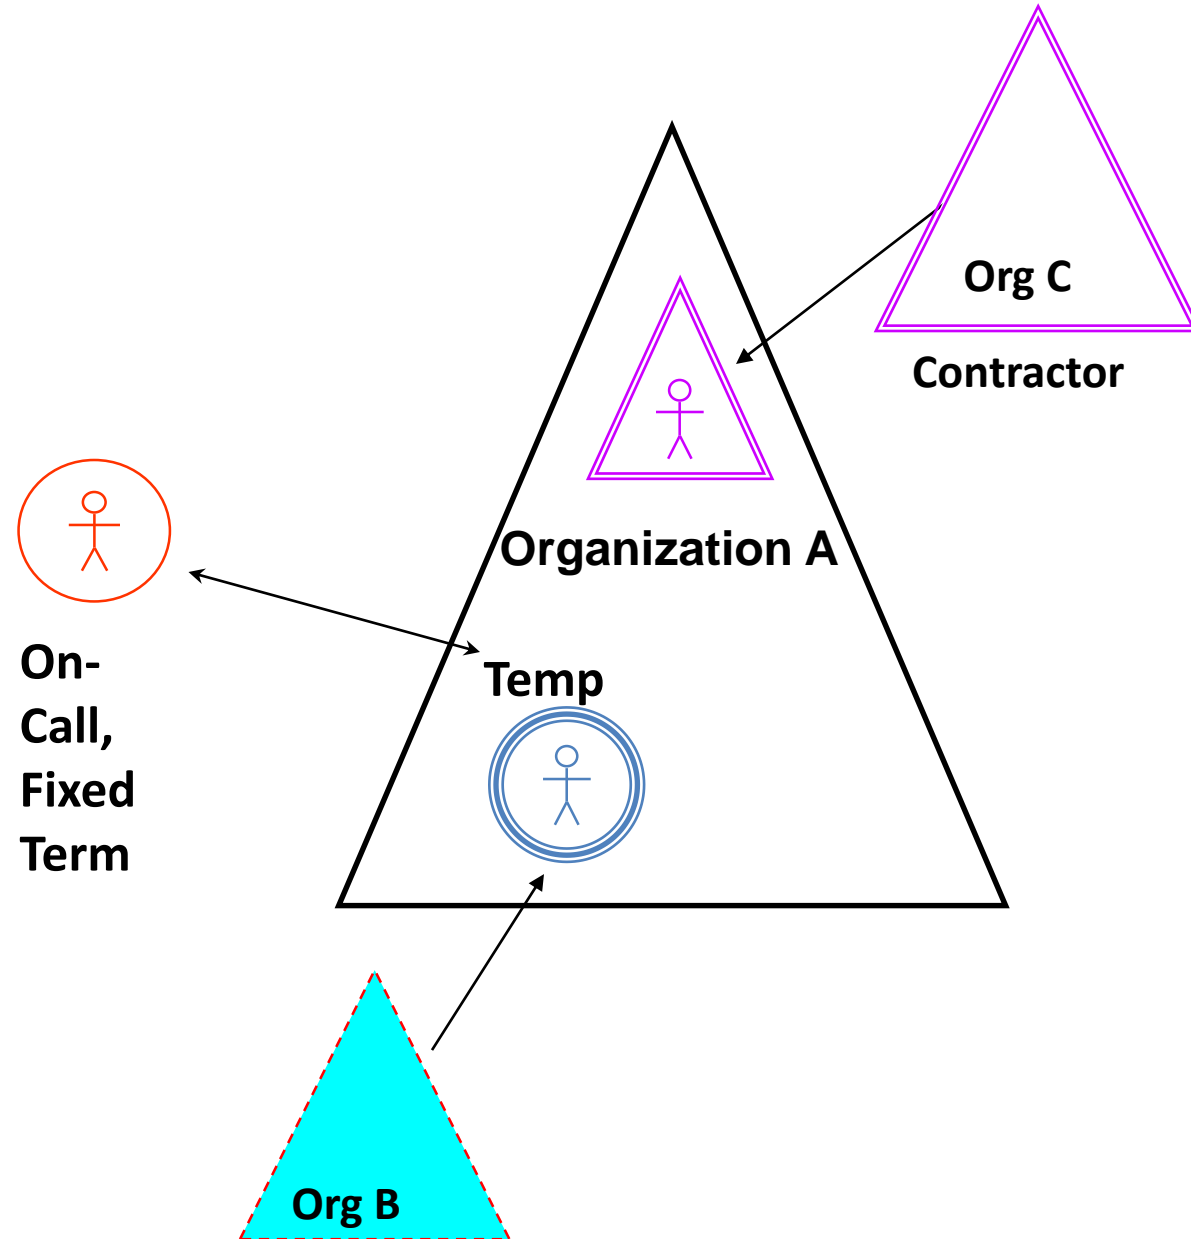 Org C
Contractor
Organization A
On-
Call,
Fixed
Term
Temp
Org B